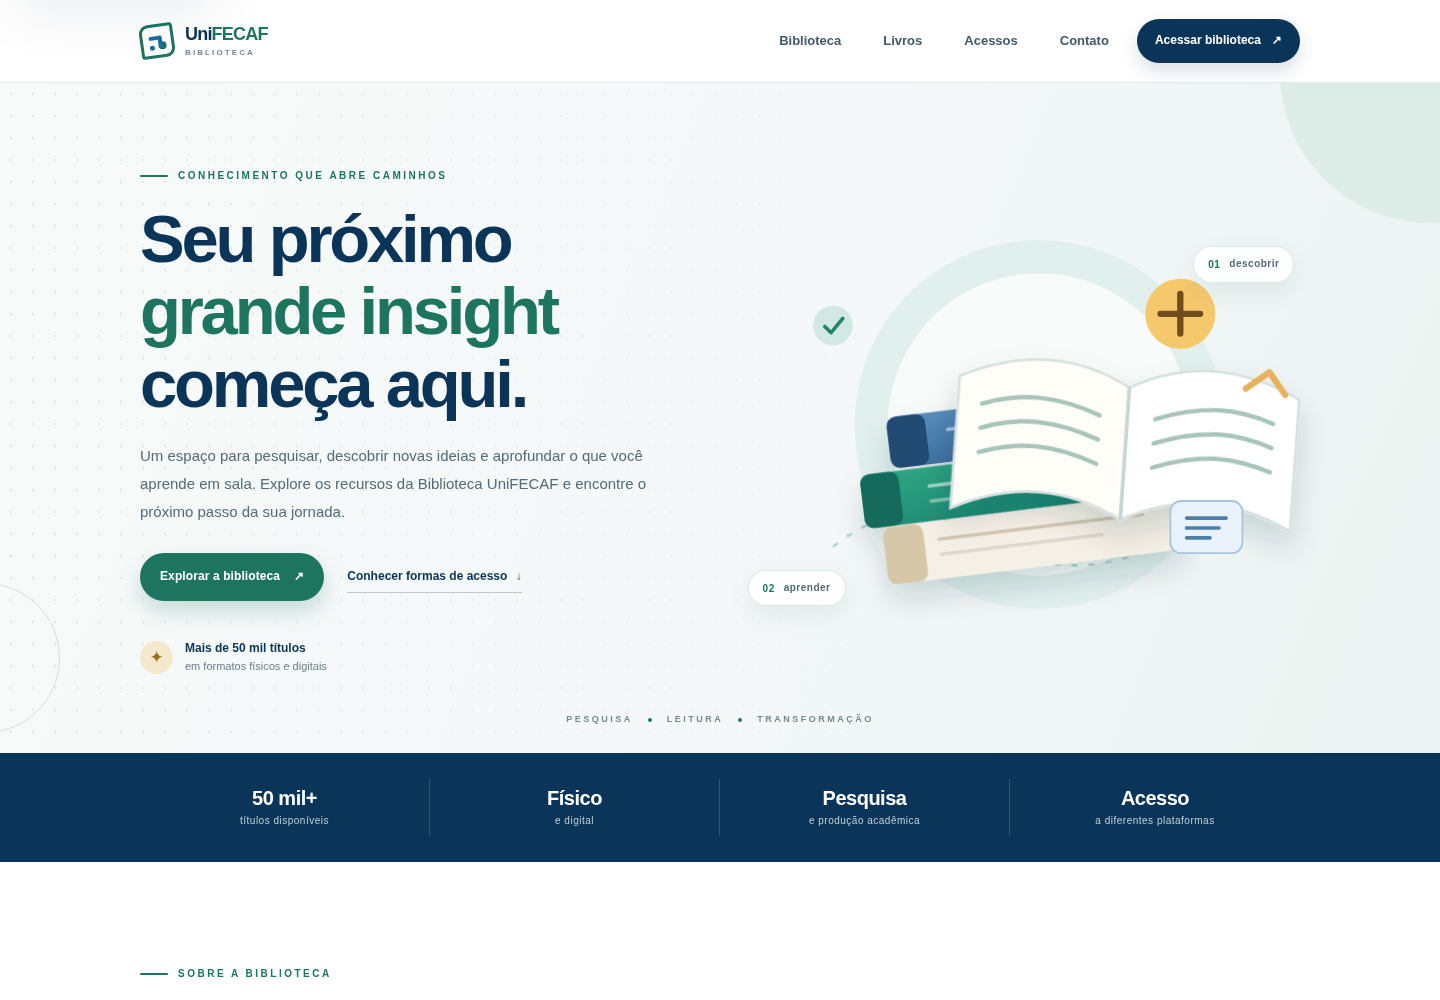 UniFECAF
BIBLIOTECA
Biblioteca
Livros
Acessos
Contato
Acessar biblioteca ↗
CONHECIMENTO QUE ABRE CAMINHOS
Seu próximo
grande insight
começa aqui.
Um espaço para pesquisar, descobrir novas ideias e aprofundar o que você
aprende em sala. Explore os recursos da Biblioteca UniFECAF e encontre o
próximo passo da sua jornada.
Explorar a biblioteca ↗
Conhecer formas de acesso ↓
Mais de 50 mil títulos
em formatos físicos e digitais
01 descobrir
02 aprender
PESQUISA • LEITURA • TRANSFORMAÇÃO
50 mil+
títulos disponíveis
Físico
e digital
Pesquisa
e produção acadêmica
Acesso
a diferentes plataformas
SOBRE A BIBLIOTECA